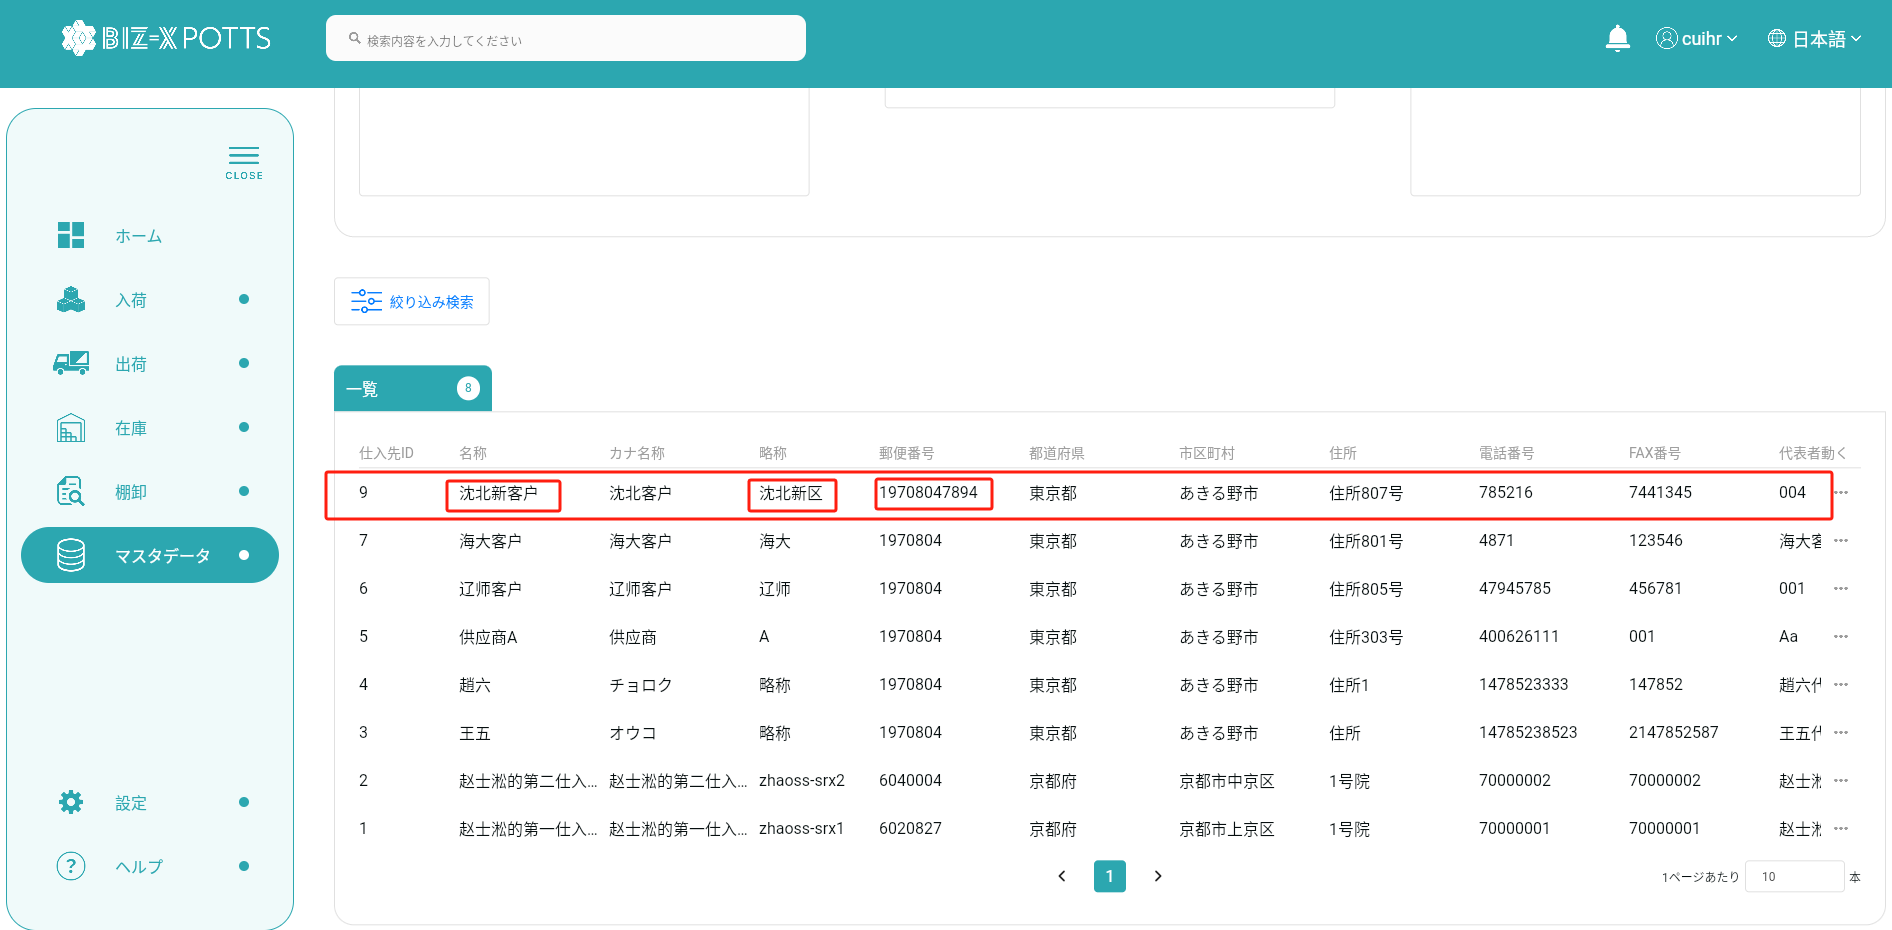 BIZ-X POTTS
検索内容を入力してください
cuihr
日本語
CLOSE
ホーム
入荷
出荷
在庫
棚卸
マスタデータ
設定
ヘルプ
絞り込み検索
一覧 8
仕入先ID 名称 カナ名称 略称 郵便番号 都道府県 市区町村 住所 電話番号 FAX番号 代表者動く
9 沈北新客户 沈北客户 沈北新区 19708047894 東京都 あきる野市 住所807号 785216 7441345 004 ...
7 海大客户 海大客户 海大 1970804 東京都 あきる野市 住所801号 4871 123546 海大客 ...
6 辽师客户 辽师客户 辽师 1970804 東京都 あきる野市 住所805号 47945785 456781 001 ...
5 供应商A 供应商 A 1970804 東京都 あきる野市 住所303号 400626111 001 Aa ...
4 趙六 チョロク 略称 1970804 東京都 あきる野市 住所1 1478523333 147852 趙六代 ...
3 王五 オウコ 略称 1970804 東京都 あきる野市 住所 14785238523 2147852587 王五代 ...
2 赵士淞的第二仕入... 赵士淞的第二仕入... zhaoss-srx2 6040004 京都府 京都市中京区 1号院 70000002 70000002 赵士淞 ...
1 赵士淞的第一仕入... 赵士淞的第一仕入... zhaoss-srx1 6020827 京都府 京都市上京区 1号院 70000001 70000001 赵士淞 ...
1
1ページあたり 10 本